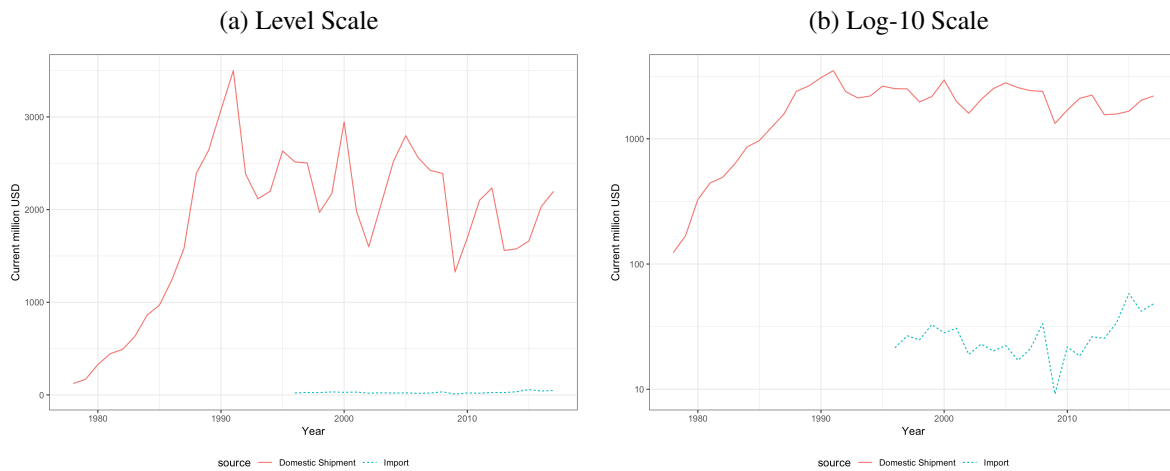 (a) Level Scale
3000
2000
1000
0
Current million USD
1980
1990
2000
2010
Year
source Domestic Shipment Import
(b) Log-10 Scale
1000
100
10
Current million USD
1980
1990
2000
2010
Year
source Domestic Shipment Import